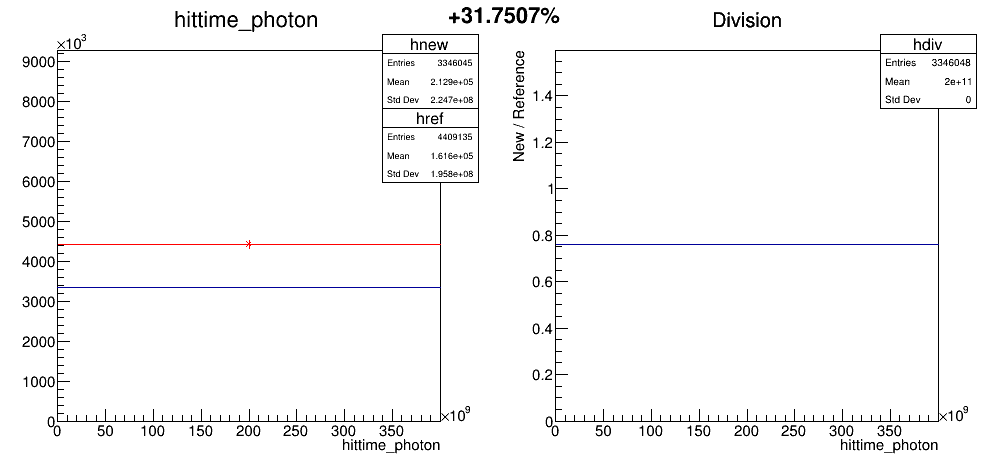 +31.7507%
hittime_photon
×10³
9000
8000
7000
6000
5000
4000
3000
2000
1000
0
0 50 100 150 200 250 300 350
×10⁹
hittime_photon
hnew
Entries 3346045
Mean 2.129e+05
Std Dev 2.247e+08
href
Entries 4409135
Mean 1.616e+05
Std Dev 1.958e+08
Division
New / Reference
1.4
1.2
1
0.8
0.6
0.4
0.2
0
0 50 100 150 200 250 300 350
×10⁹
hittime_photon
hdiv
Entries 3346048
Mean 2e+11
Std Dev 0